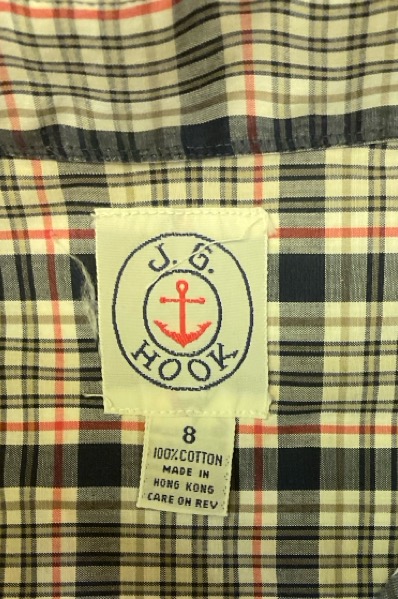 J. G.
HOOK
8
100% COTTON
MADE IN
HONG KONG
CARE ON REV